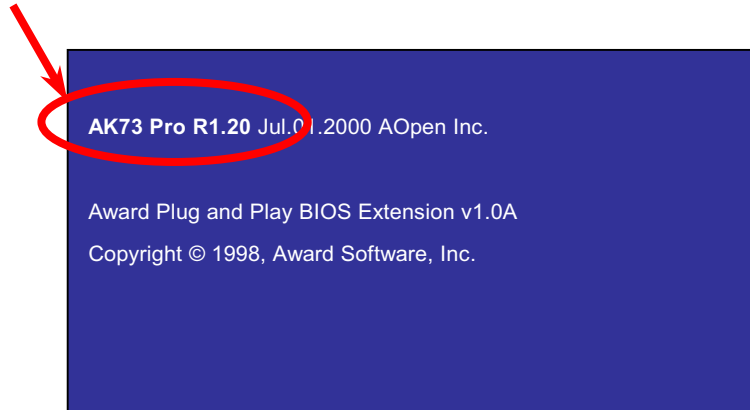 AK73 Pro R1.20 Jul.01.2000 AOpen Inc.
Award Plug and Play BIOS Extension v1.0A
Copyright © 1998, Award Software, Inc.